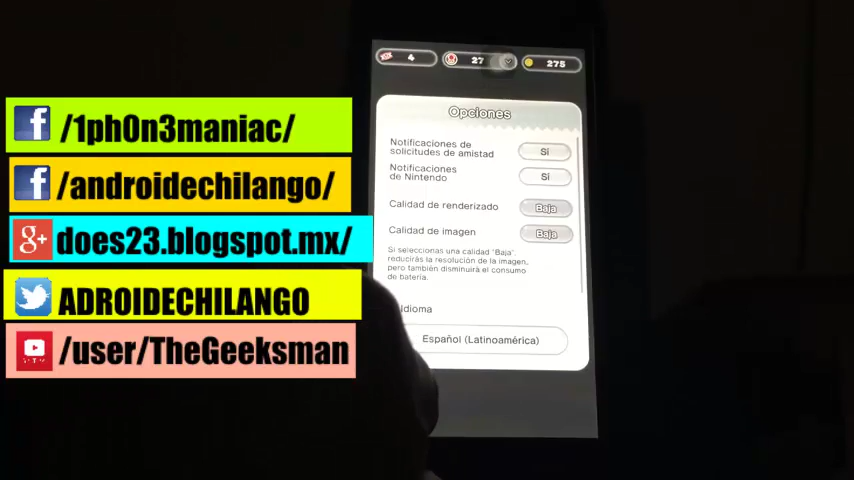 /1ph0n3maniac/
/androidechilango/
does23.blogspot.mx/
ADROIDECHILANGO
/user/TheGeeksman
4
27
275
Opciones
Notificaciones de
solicitudes de amistad
Sí
Notificaciones
de Nintendo
Sí
Calidad de renderizado
Baja
Calidad de imagen
Baja
Si seleccionas una calidad "Baja",
reducirás la resolución de la imagen,
pero también disminuirá el consumo
de batería.
Idioma
Español (Latinoamérica)